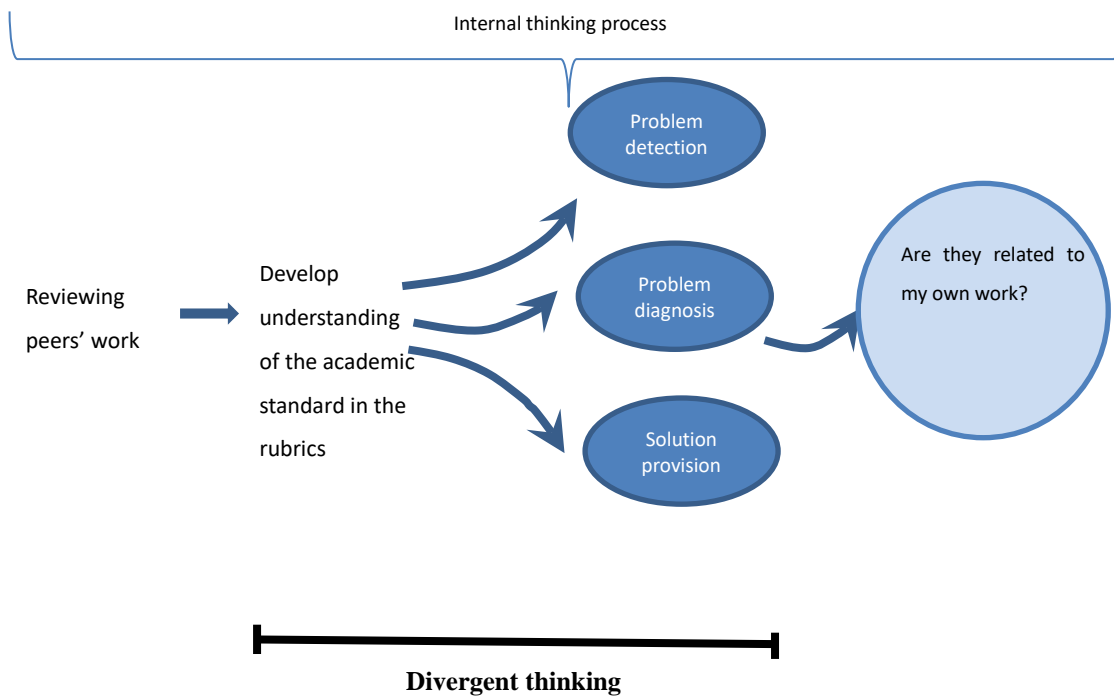 Internal thinking process
Problem
detection
Reviewing
peers’ work
Develop
understanding
of the academic
standard in the
rubrics
Problem
diagnosis
Solution
provision
Are they related to
my own work?
Divergent thinking